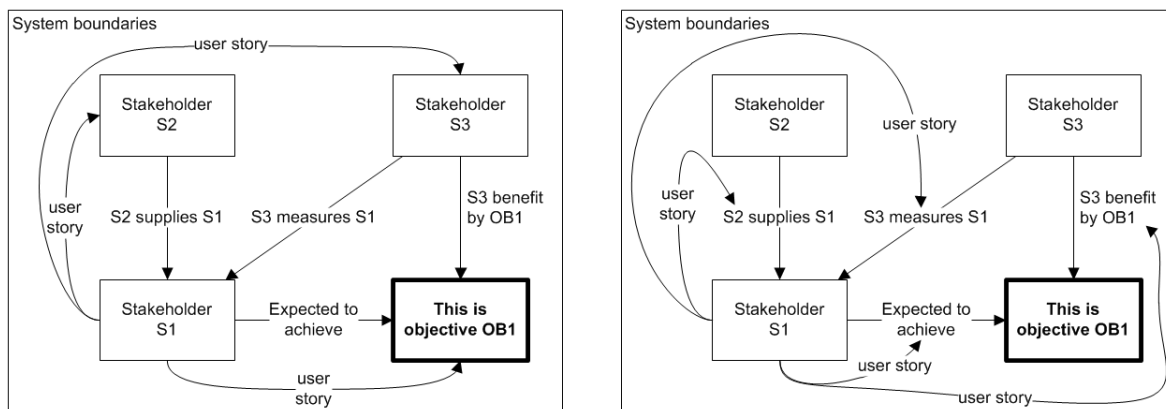 System boundaries
user story
Stakeholder
S2
Stakeholder
S3
user
story
S2 supplies S1
S3 measures S1
S3 benefit
by OB1
Stakeholder
S1
Expected to
achieve
This is
objective OB1
user
story
System boundaries
Stakeholder
S2
Stakeholder
S3
user story
user
story
S2 supplies S1
S3 measures S1
S3 benefit
by OB1
Stakeholder
S1
Expected to
achieve
This is
objective OB1
user story
user story